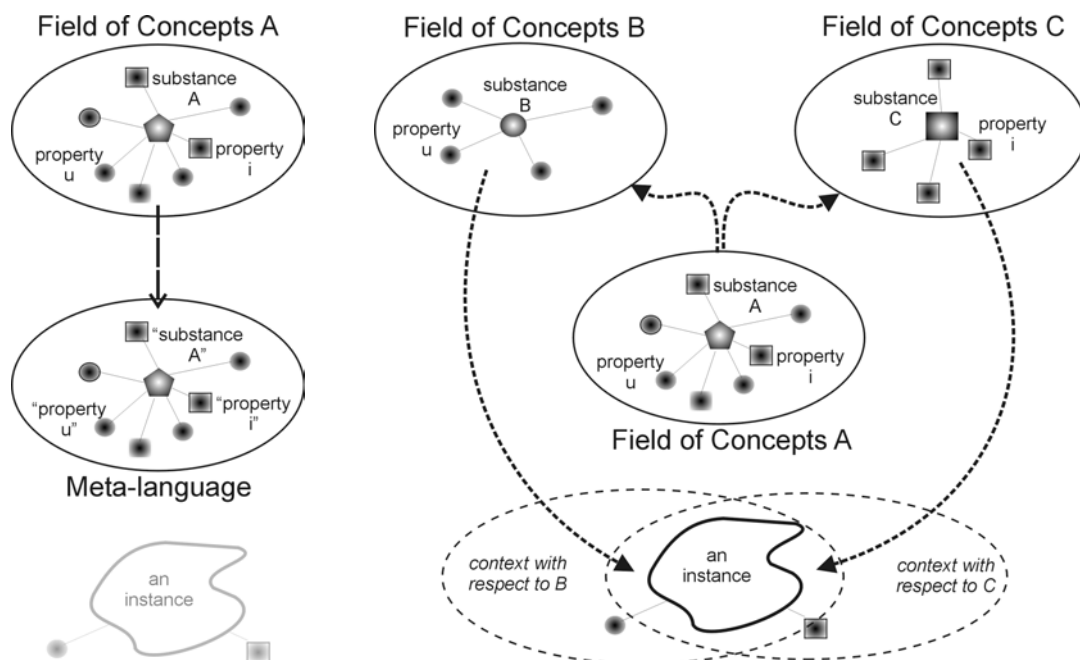 Field of Concepts A
substance
A
property
u
property
i
“substance
A”
“property
u”
“property
i”
Meta-language
an
instance
Field of Concepts B
substance
B
property
u
Field of Concepts C
substance
C
property
i
substance
A
property
u
property
i
Field of Concepts A
context with
respect to B
an
instance
context with
respect to C